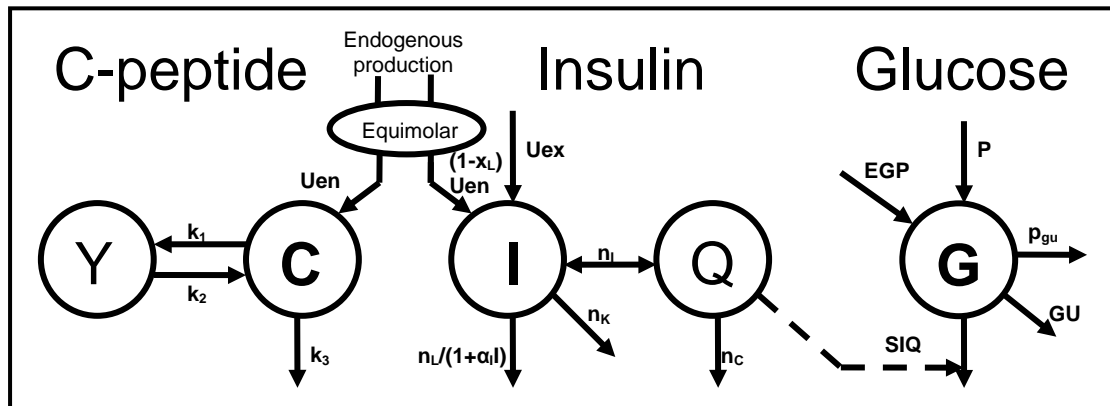 C-peptide
Endogenous
production
Insulin
Glucose
Equimolar
Uen
(1-xL)
Uen
Uex
EGP
P
Y
k1
k2
C
k3
I
nI
nK
nL/(1+αII)
Q
nC
SIQ
G
pgu
GU